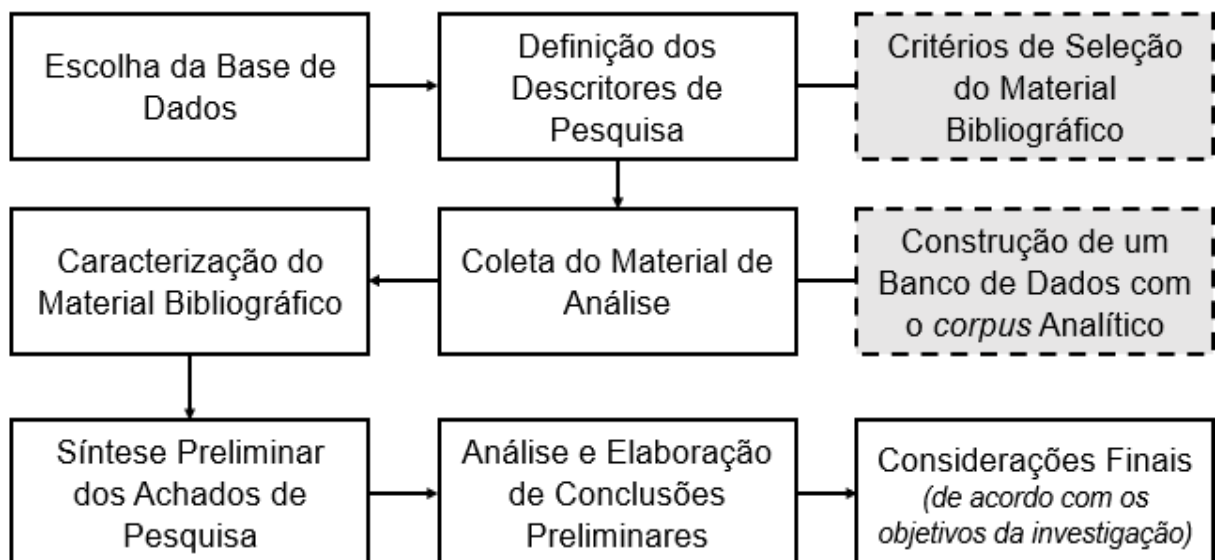 Escolha da Base de
Dados
Definição dos
Descritores de
Pesquisa
Critérios de Seleção
do Material
Bibliográfico
Caracterização do
Material Bibliográfico
Coleta do Material de
Análise
Construção de um
Banco de Dados com
o corpus Analítico
Síntese Preliminar
dos Achados de
Pesquisa
Análise e Elaboração
de Conclusões
Preliminares
Considerações Finais
(de acordo com os
objetivos da investigação)